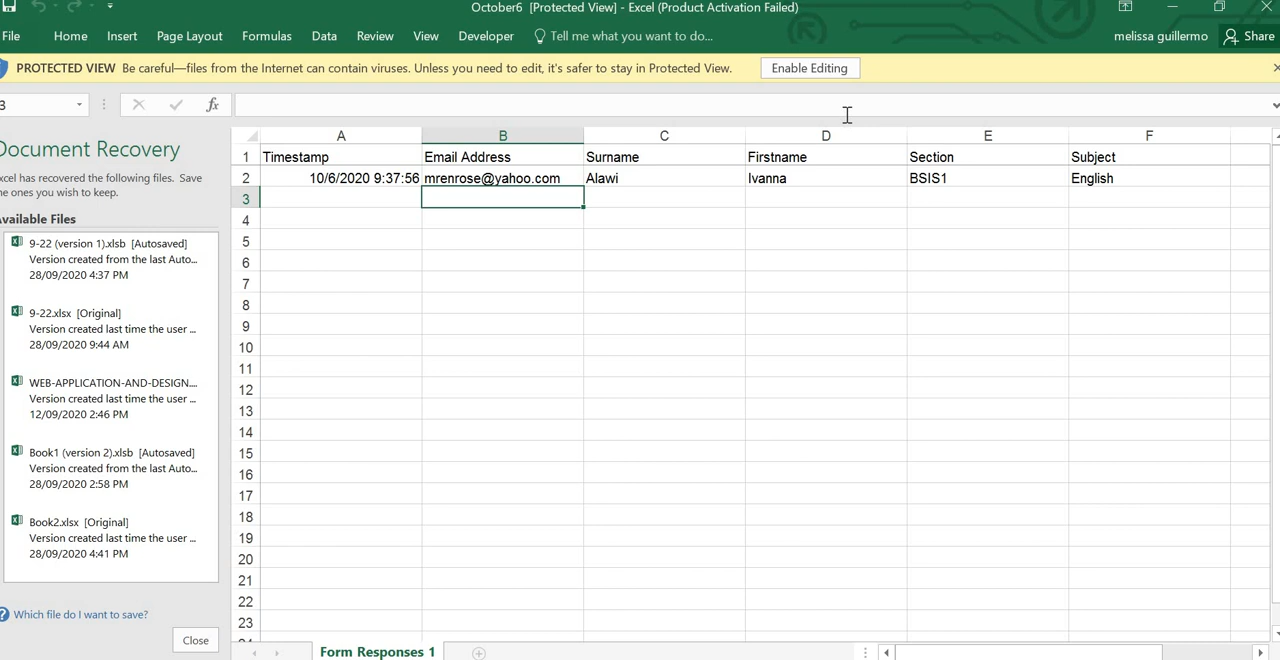 October6 [Protected View] - Excel (Product Activation Failed)
File Home Insert Page Layout Formulas Data Review View Developer Tell me what you want to do... melissa guillermo Share
PROTECTED VIEW Be careful—files from the Internet can contain viruses. Unless you need to edit, it's safer to stay in Protected View. Enable Editing
3 fx
Document Recovery
Excel has recovered the following files. Save
the ones you wish to keep.
Available Files
9-22 (version 1).xlsb [Autosaved]
Version created from the last Auto...
28/09/2020 4:37 PM
9-22.xlsx [Original]
Version created last time the user ...
28/09/2020 9:44 AM
WEB-APPLICATION-AND-DESIGN....
Version created last time the user ...
12/09/2020 2:46 PM
Book1 (version 2).xlsb [Autosaved]
Version created from the last Auto...
28/09/2020 2:58 PM
Book2.xlsx [Original]
Version created last time the user ...
28/09/2020 4:41 PM
Which file do I want to save?
Close
A B C D E F
1 Timestamp Email Address Surname Firstname Section Subject
2 10/6/2020 9:37:56 mrenrose@yahoo.com Alawi Ivanna BSIS1 English
3
4
5
6
7
8
9
10
11
12
13
14
15
16
17
18
19
20
21
22
23
24
Form Responses 1